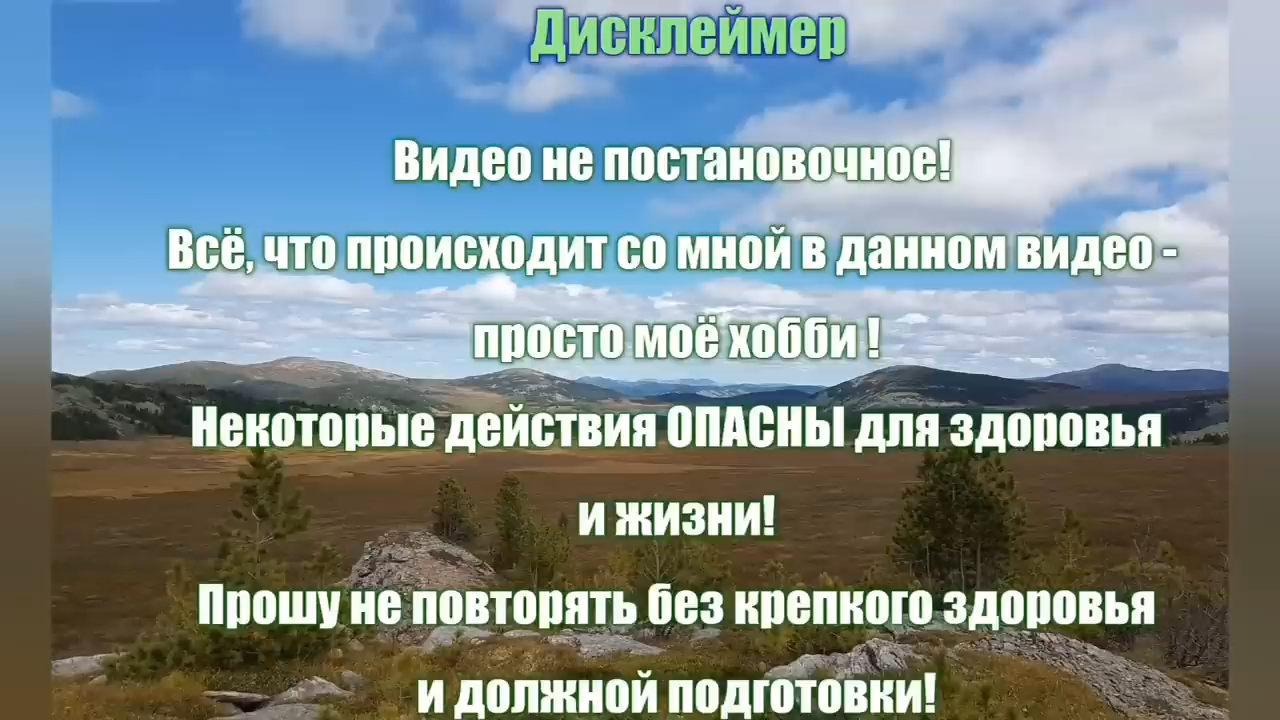 Дисклеймер
Видео не постановочное!
Всё, что происходит со мной в данном видео -
просто моё хобби !
Некоторые действия ОПАСНЫ для здоровья
и жизни!
Прошу не повторять без крепкого здоровья
и должной подготовки!